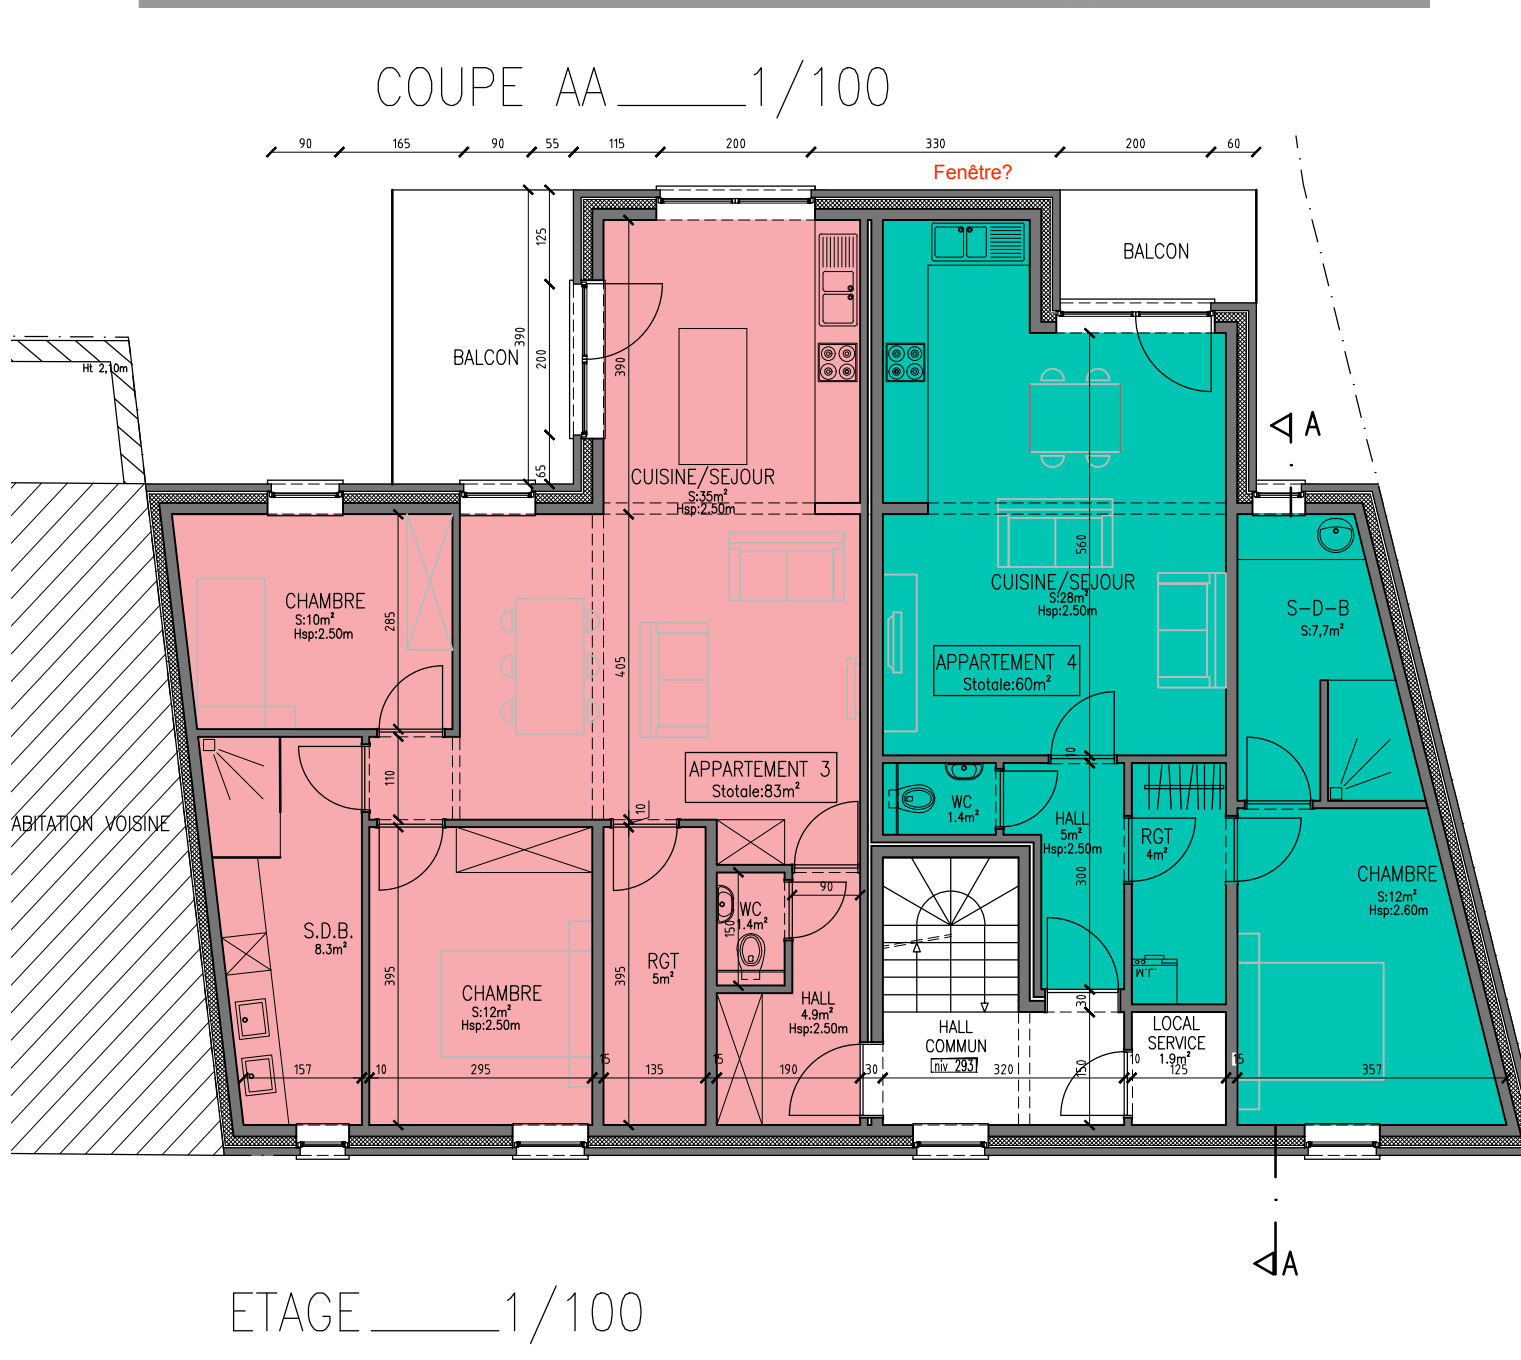 COUPE AA 1/100
90 165 90 55 115 200 330 200 60
Fenêtre?
125
BALCON
390
200
BALCON
390
Ht 2,10m
65
A
CUISINE/SEJOUR
S:35m²
Hsp:2.50m
560
CUISINE/SEJOUR
S:28m²
Hsp:2.50m
CHAMBRE
S:10m²
Hsp:2.50m
285
S-D-B
S:7,7m²
405
APPARTEMENT 4
Stotale:60m²
10
APPARTEMENT 3
Stotale:83m²
110
10
WC
1.4m²
ABITATION VOISINE
HALL
5m²
Hsp:2.50m
RGT
4m²
300
CHAMBRE
S:12m²
Hsp:2.60m
90
WC
1.4m²
150
S.D.B.
8.3m²
395
RGT
5m²
395
L.L.
CHAMBRE
S:12m²
Hsp:2.50m
HALL
4.9m²
Hsp:2.50m
30
HALL
COMMUN
niv 293
LOCAL
SERVICE
1.9m²
150
157 10 295 15 135 15 190 30 320 10 125 15 357
A
ETAGE 1/100